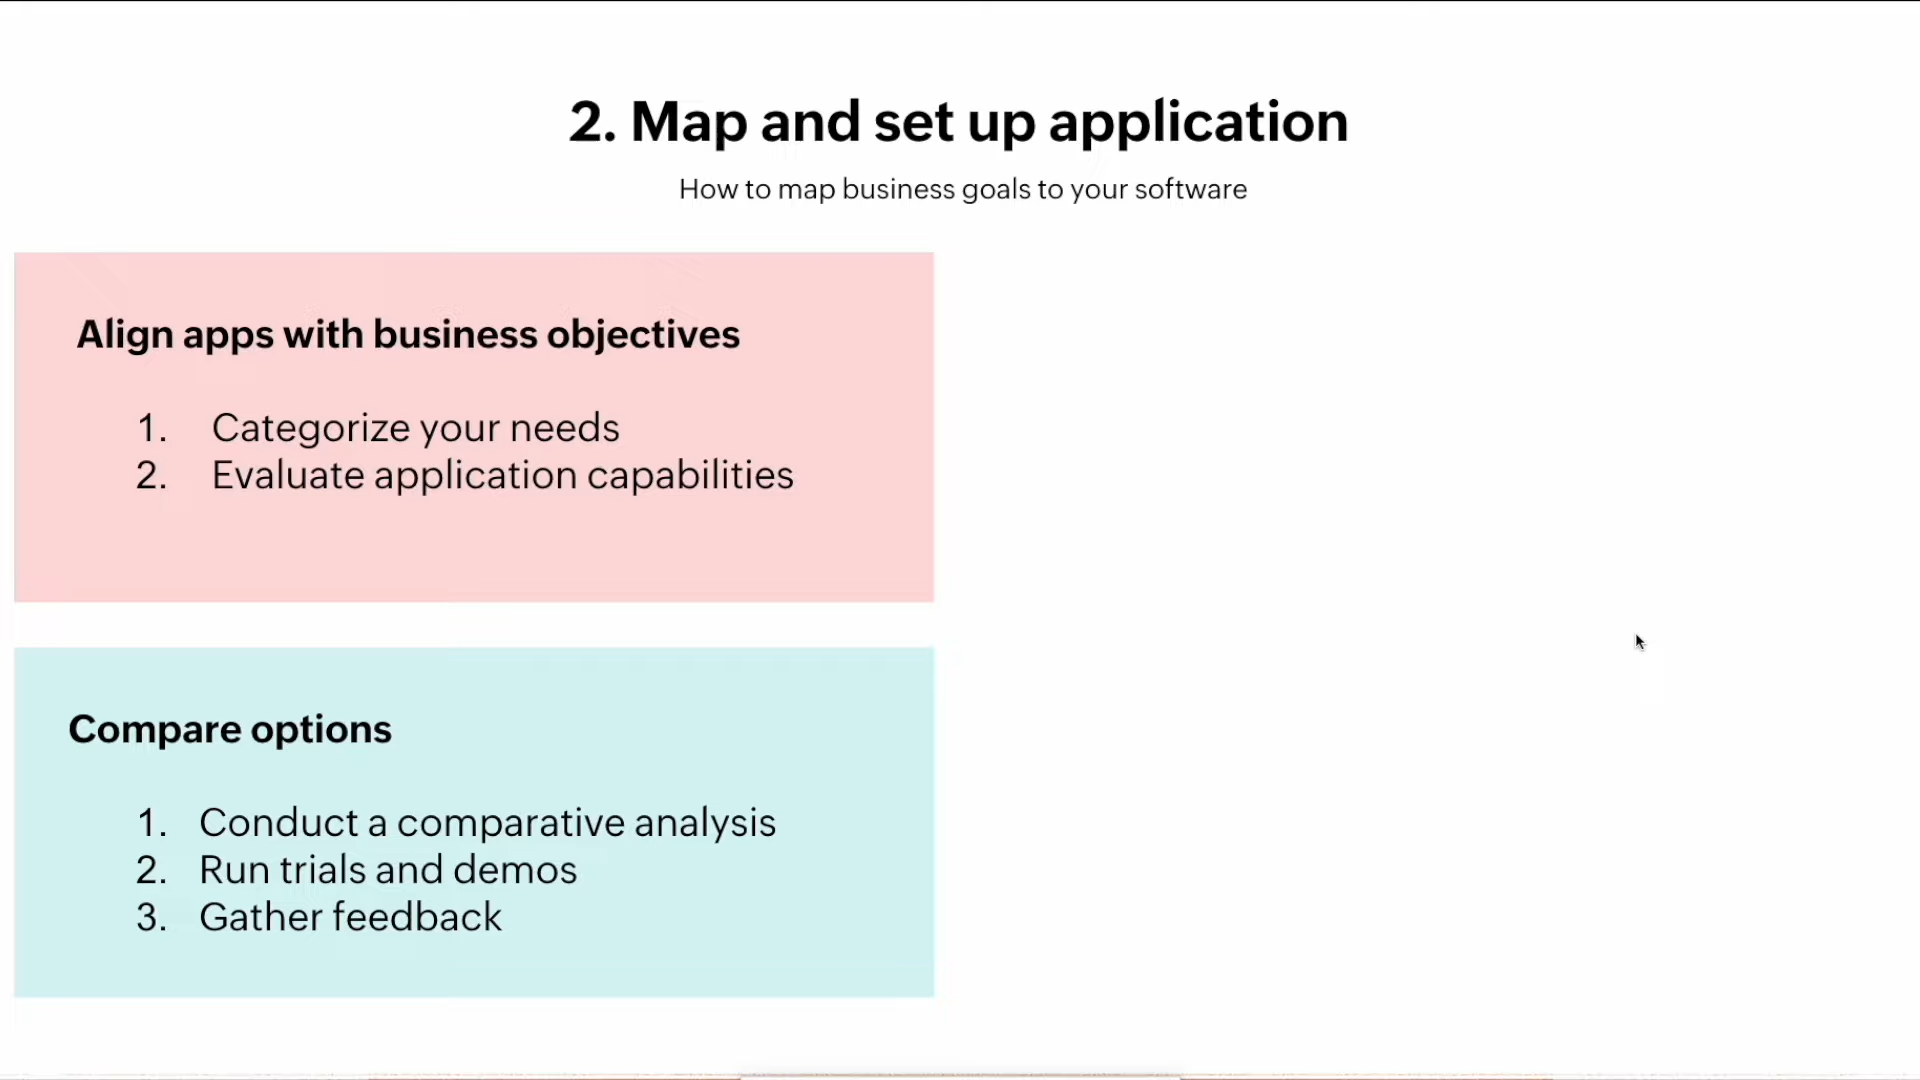 2. Map and set up application
How to map business goals to your software
Align apps with business objectives
1. Categorize your needs
2. Evaluate application capabilities
Compare options
1. Conduct a comparative analysis
2. Run trials and demos
3. Gather feedback